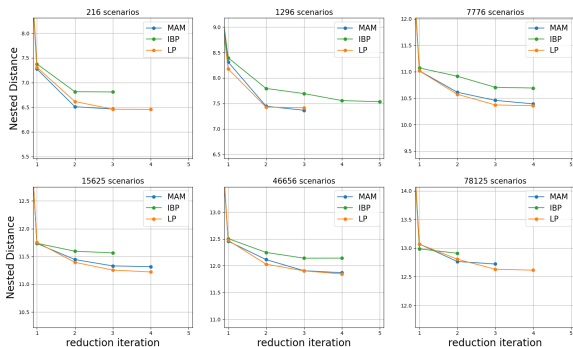 216 scenarios
1296 scenarios
7776 scenarios
Nested Distance
8.0
7.5
7.0
6.5
6.0
5.5
1 2 3 4 5
MAM
IBP
LP
9.0
8.5
8.0
7.5
7.0
6.5
1 2 3 4 5
MAM
IBP
LP
12.0
11.5
11.0
10.5
10.0
9.5
1 2 3 4 5
MAM
IBP
LP
15625 scenarios
46656 scenarios
78125 scenarios
Nested Distance
12.5
12.0
11.5
11.0
10.5
1 2 3 4 5
reduction iteration
MAM
IBP
LP
13.5
13.0
12.5
12.0
11.5
11.0
1 2 3 4 5
reduction iteration
MAM
IBP
LP
14.0
13.5
13.0
12.5
12.0
1 2 3 4 5
reduction iteration
MAM
IBP
LP